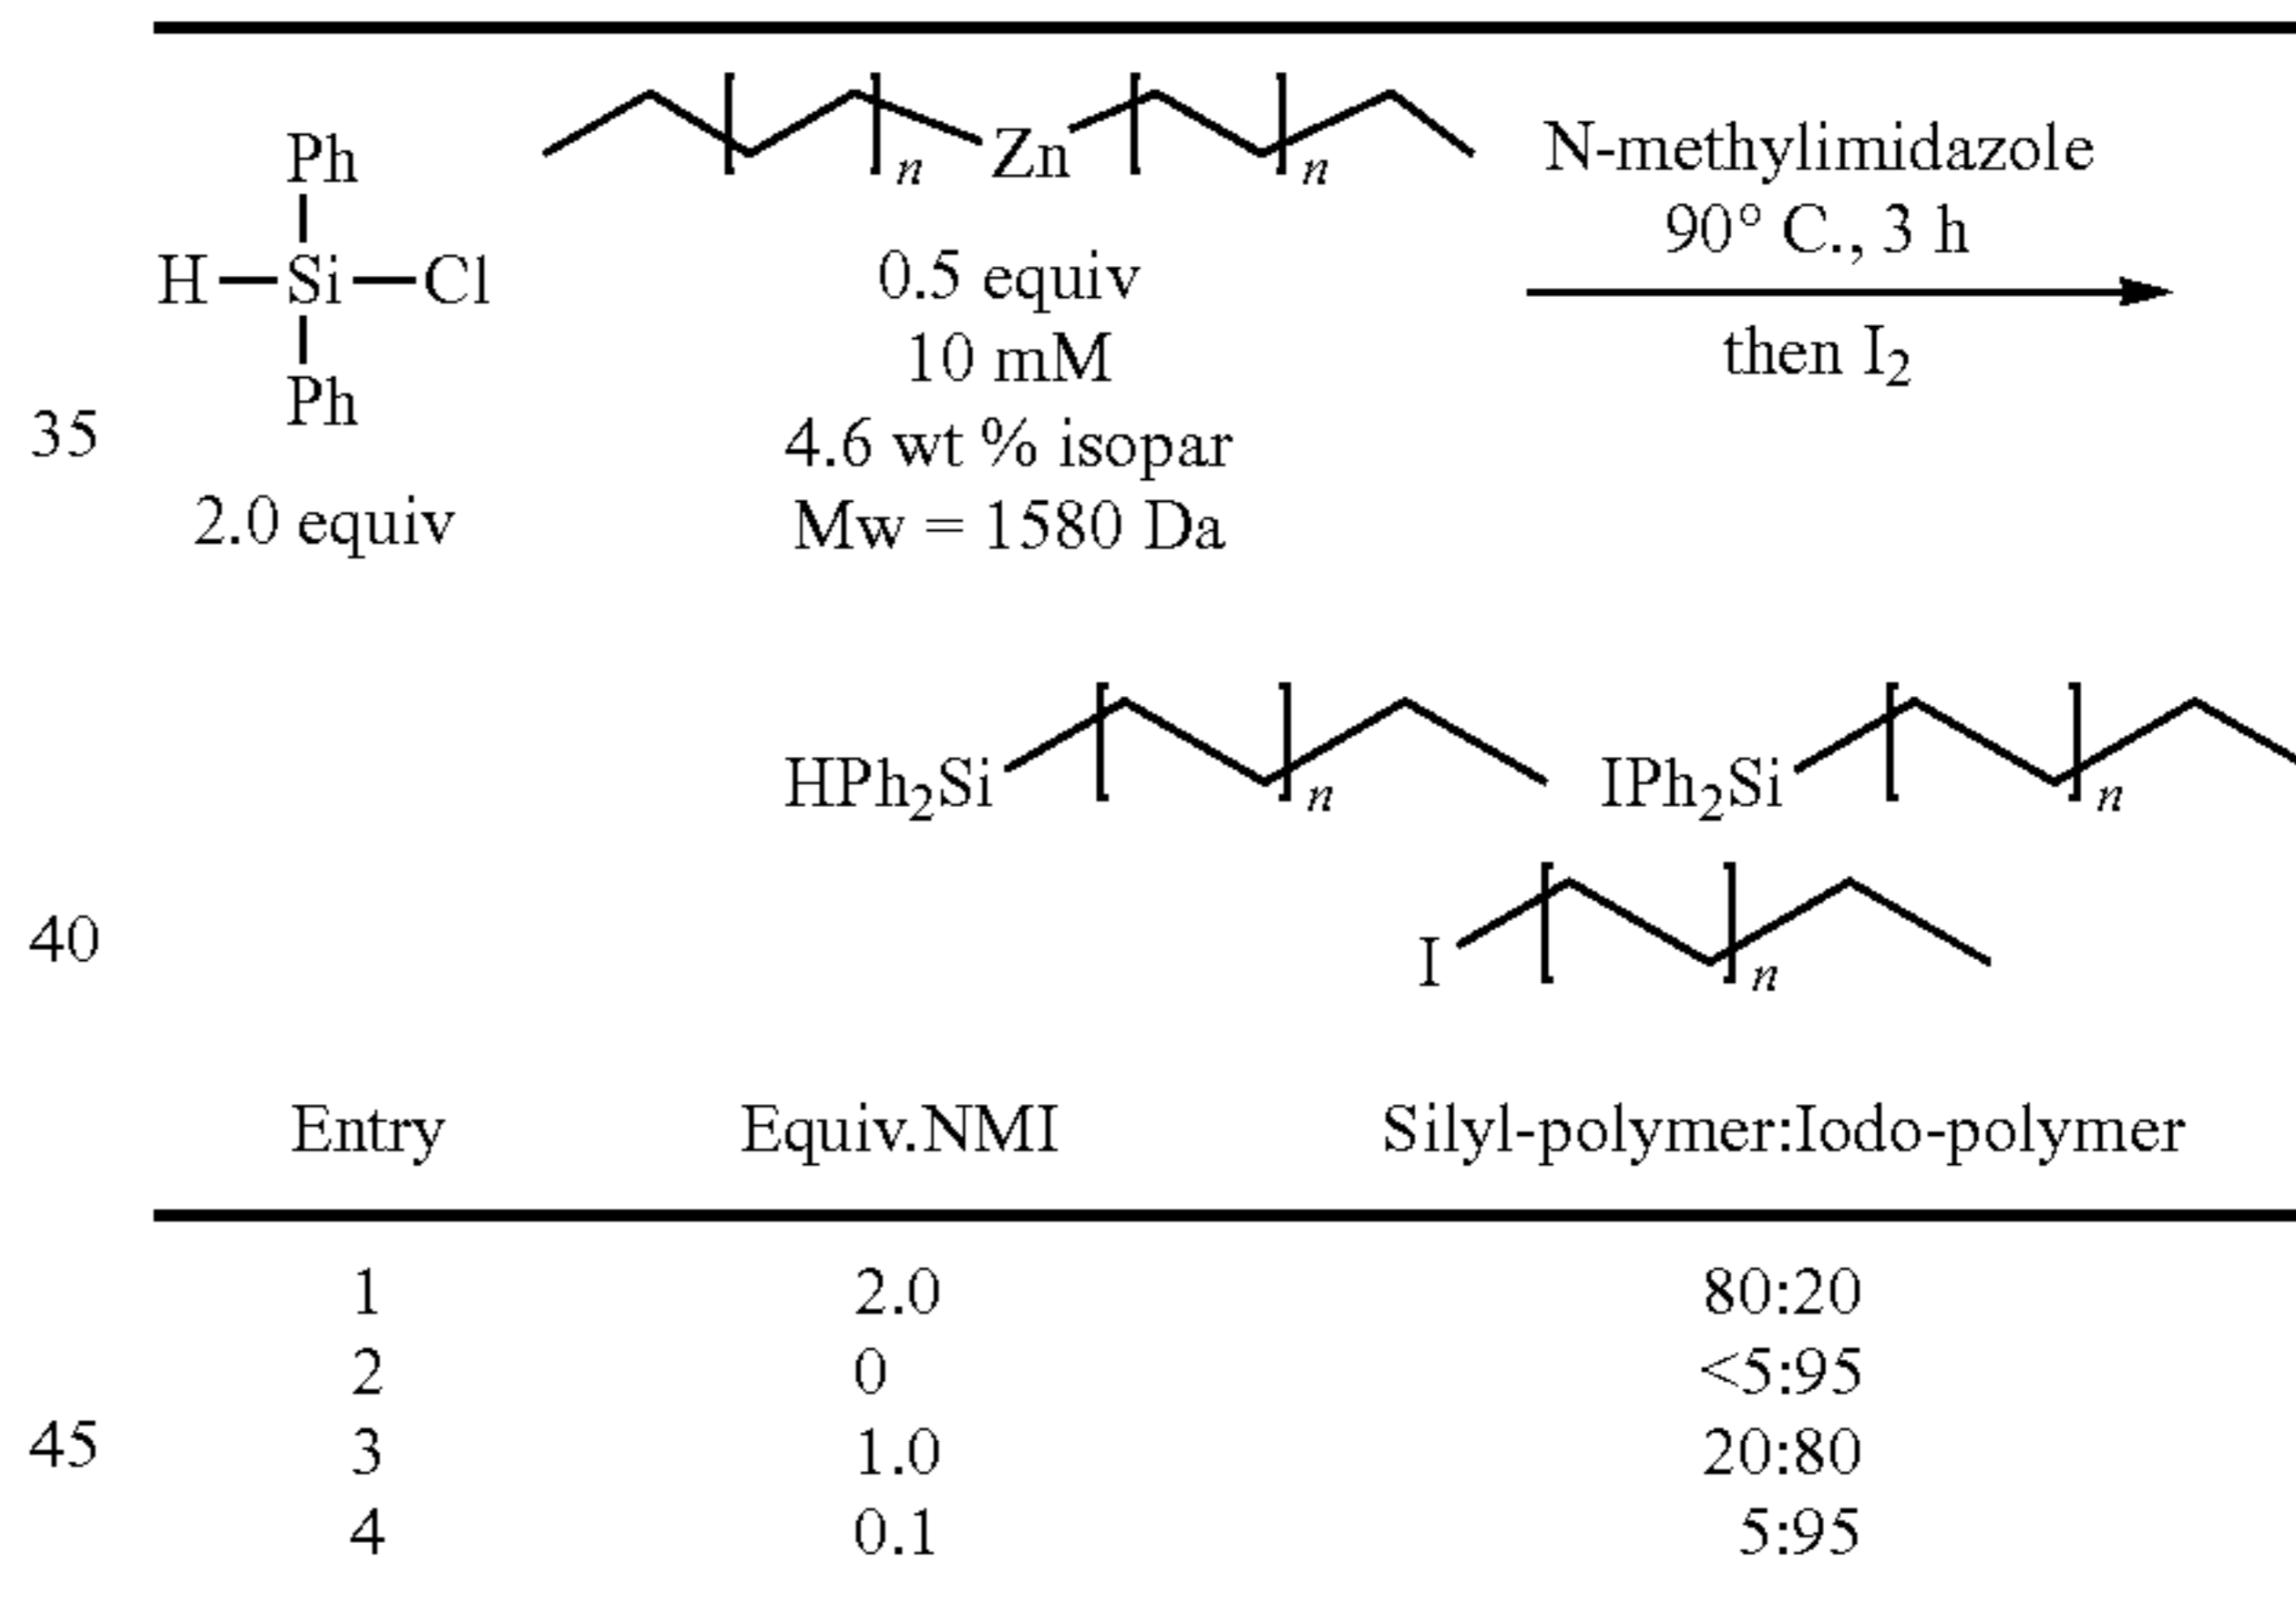 Ph
H—Si—Cl
Ph
2.0 equiv
n Zn n
0.5 equiv
10 mM
4.6 wt % isopar
Mw = 1580 Da
N-methylimidazole
90° C., 3 h
then I2
35
HPh2Si n
IPh2Si n
40
I n
Entry Equiv.NMI Silyl-polymer:Iodo-polymer
1 2.0 80:20
2 0 <5:95
45
3 1.0 20:80
4 0.1 5:95